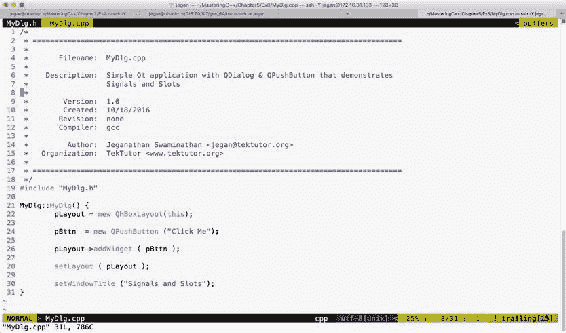 MyDlg.h MyDlg.cpp buffers
1 /*
2 * =====================================================================================
3 *
4 * Filename: MyDlg.cpp
5 *
6 * Description: Simple Qt application with QDialog & QPushButton that demonstrates
7 * Signals and Slots
8 *
9 * Version: 1.0
10 * Created: 10/18/2016
11 * Revision: none
12 * Compiler: gcc
13 *
14 * Author: Jeganathan Swaminathan <jegan@tektutor.org>
15 * Organization: TekTutor <www.tektutor.org>
16 *
17 * =====================================================================================
18 */
19 #include "MyDlg.h"
20
21 MyDlg::MyDlg() {
22 pLayout = new QHBoxLayout(this);
23
24 pBttn = new QPushButton ("Click Me");
25
26 pLayout->addWidget ( pBttn );
27
28 setLayout ( pLayout );
29
30 setWindowTitle ("Signals and Slots");
31 }
~
~
NORMAL MyDlg.cpp cpp 25% 8/31 : 1 trailing[25]
"MyDlg.cpp" 31L, 786C